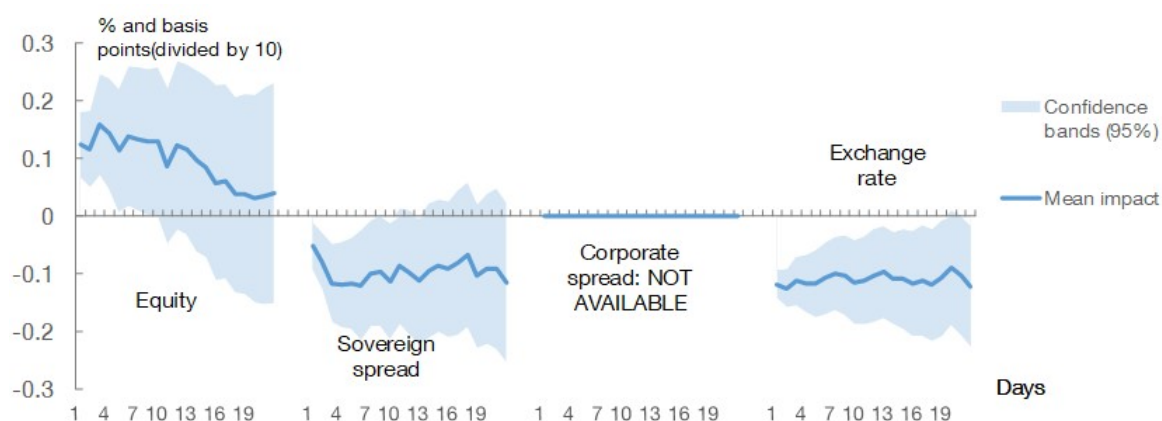 % and basis
points(divided by 10)
0.3
0.2
0.1
0
-0.1
-0.2
-0.3
Equity
Sovereign
spread
Corporate
spread: NOT
AVAILABLE
Exchange
rate
Confidence
bands (95%)
Mean impact
Days
1 4 7 10 13 16 19
1 4 7 10 13 16 19
1 4 7 10 13 16 19
1 4 7 10 13 16 19